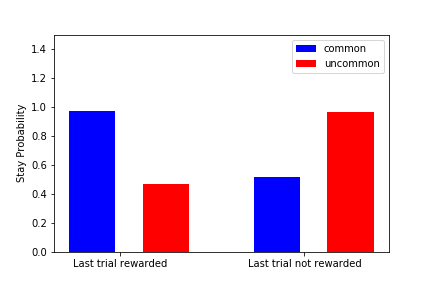 common
uncommon
Stay Probability
1.4
1.2
1.0
0.8
0.6
0.4
0.2
0.0
Last trial rewarded
Last trial not rewarded